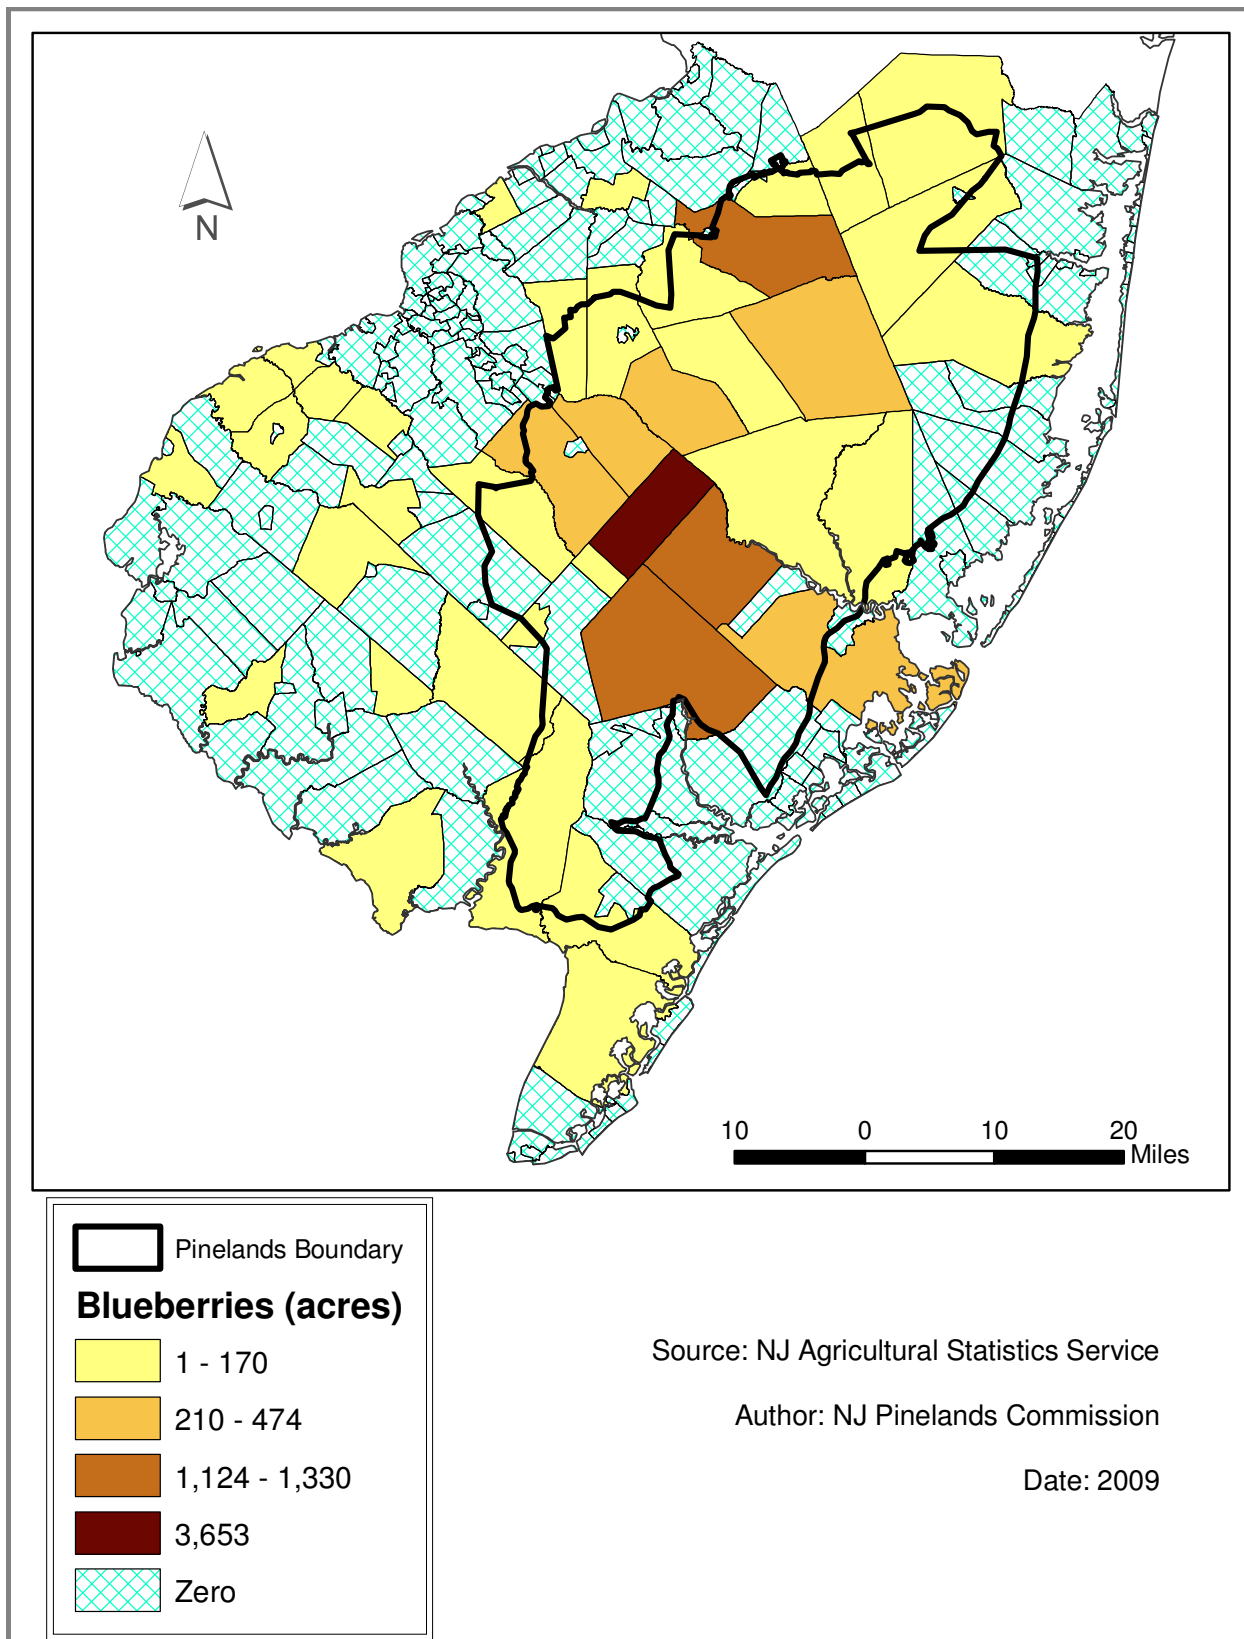 N
10 0 10 20
Miles
Pinelands Boundary
Blueberries (acres)
1 - 170
210 - 474
1,124 - 1,330
3,653
Zero
Source: NJ Agricultural Statistics Service
Author: NJ Pinelands Commission
Date: 2009